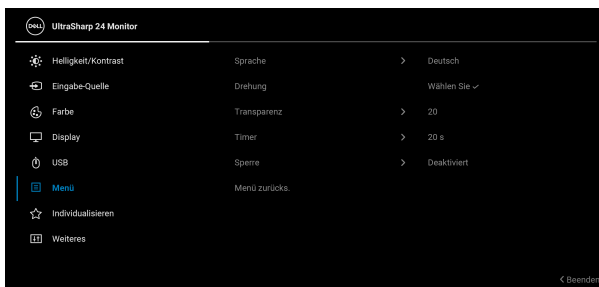 DELL UltraSharp 24 Monitor
Helligkeit/Kontrast Sprache > Deutsch
Eingabe-Quelle Drehung Wählen Sie ✓
Farbe Transparenz > 20
Display Timer > 20 s
USB Sperre > Deaktiviert
Menü Menü zurücks.
Individualisieren
Weiteres
< Beenden